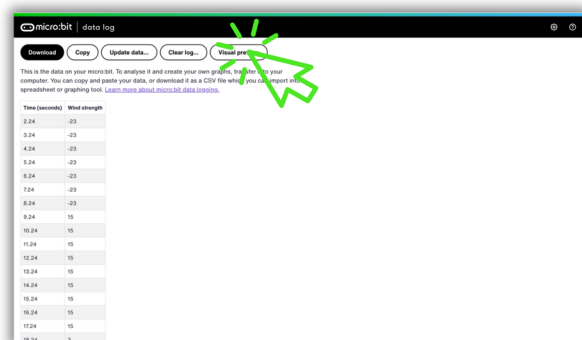 micro:bit | data log
Download Copy Update data... Clear log... Visual pre
This is the data on your micro:bit. To analyse it and create your own graphs, transfer it to your
computer. You can copy and paste your data, or download it as a CSV file which you can import into
spreadsheet or graphing tool. Learn more about micro:bit data logging.
Time (seconds) Wind strength
2.24 -23
3.24 -23
4.24 -23
5.24 -23
6.24 -23
7.24 -23
8.24 -23
9.24 15
10.24 15
11.24 15
12.24 15
13.24 15
14.24 15
15.24 15
16.24 15
17.24 15